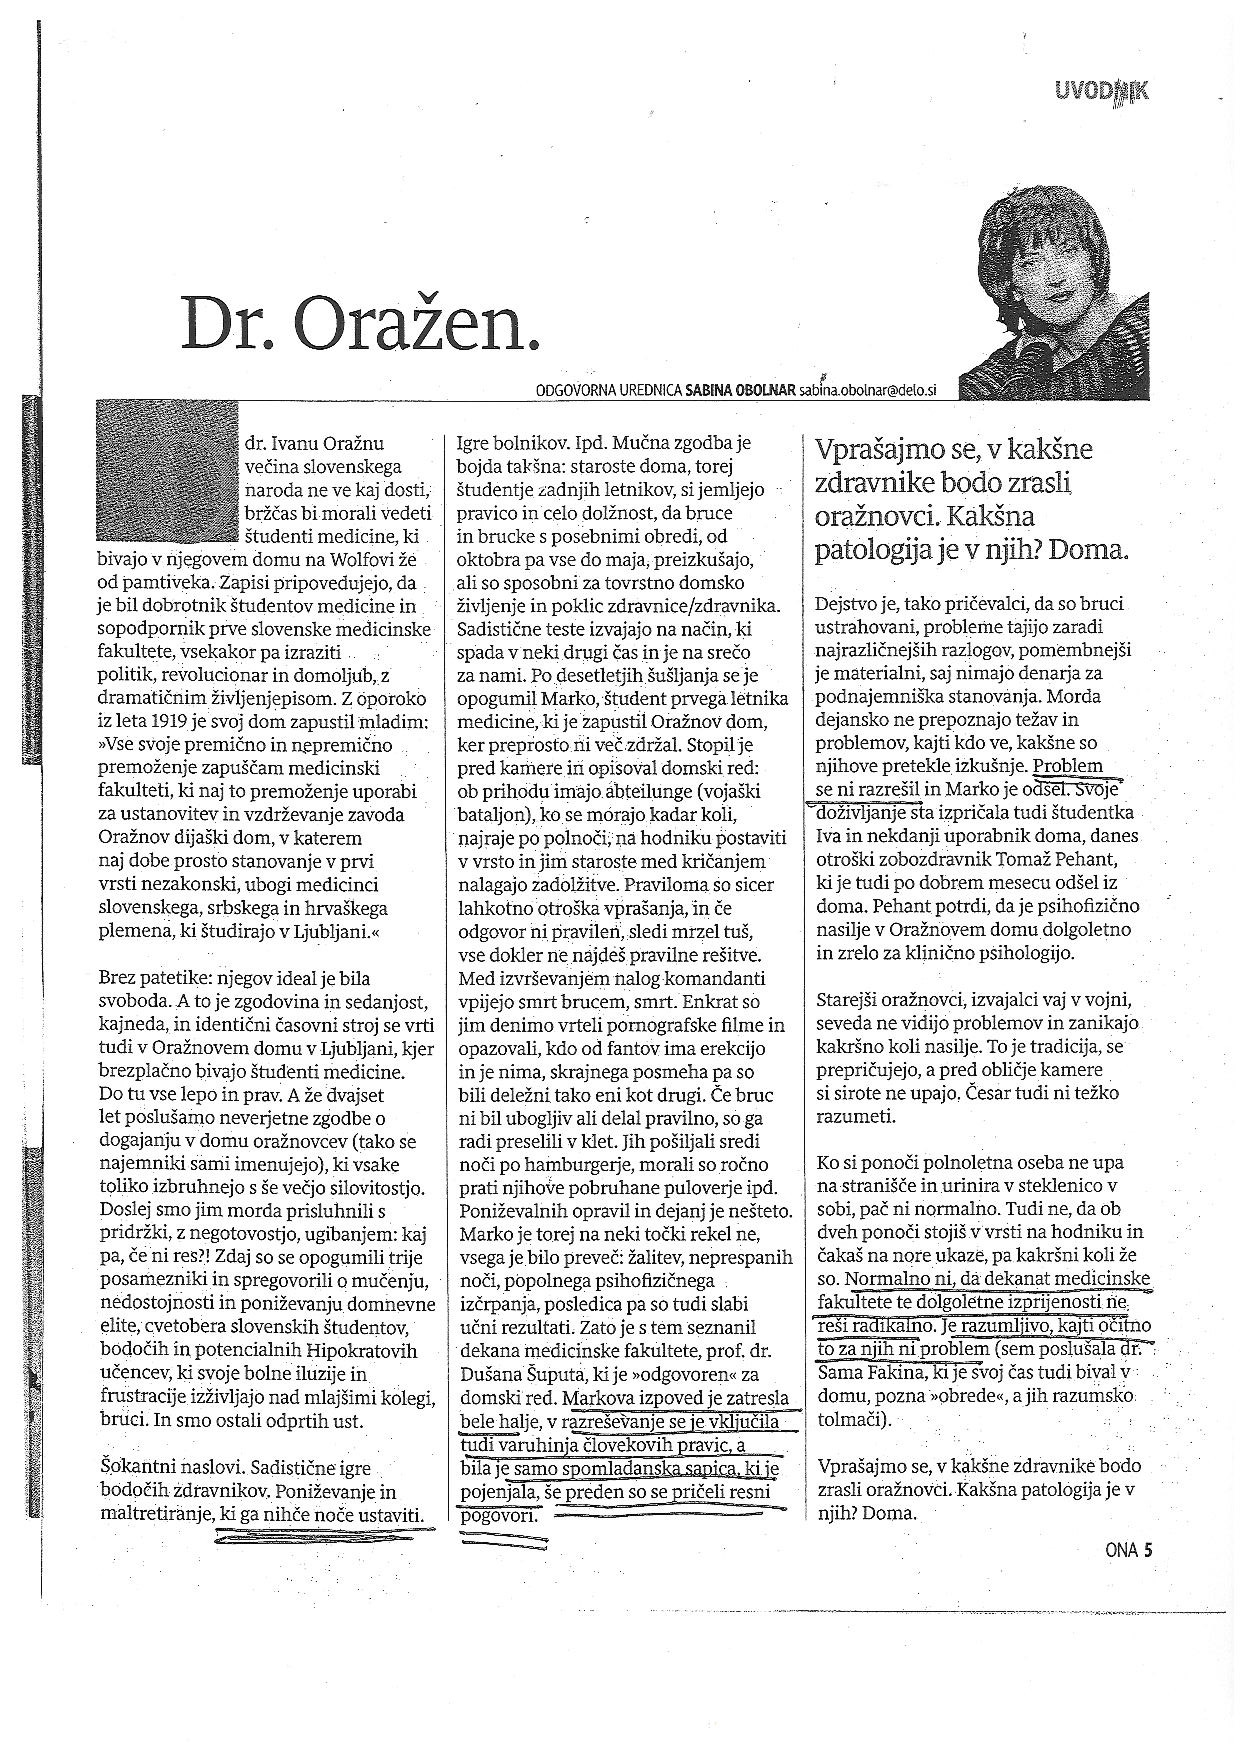 UVODNIK
Dr. Oražen.
ODGOVORNA UREDNICA SABINA OBOLNAR sabina.obolnar@delo.si
dr. Ivanu Oražnu
večina slovenskega
naroda ne ve kaj dosti,
bržčas bi morali vedeti
študenti medicine, ki
bivajo v njegovem domu na Wolfovi že
od pamtiveka. Zapisi pripovedujejo, da
je bil dobrotnik študentov medicine in
sopodpornik prve slovenske medicinske
fakultete, vsekakor pa izraziti
politik, revolucionar in domoljub, z
dramatičnim življenjepisom. Z oporoko
iz leta 1919 je svoj dom zapustil mladim:
»Vse svoje premično in nepremično
premoženje zapuščam medicinski
fakulteti, ki naj to premoženje uporabi
za ustanovitev in vzdrževanje zavoda
Oražnov dijaški dom, v katerem
naj dobe prosto stanovanje v prvi
vrsti nezakonski, ubogi medicinci
slovenskega, srbskega in hrvaškega
plemena, ki študirajo v Ljubljani.«
Brez patetike: njegov ideal je bila
svoboda. A to je zgodovina in sedanjost,
kajneda, in identični časovni stroj se vrti
tudi v Oražnovem domu v Ljubljani, kjer
brezplačno bivajo študenti medicine.
Do tu vse lepo in prav. A že dvajset
let poslušamo neverjetne zgodbe o
dogajanju v domu oražnovcev (tako se
najemniki sami imenujejo), ki vsake
toliko izbruhnejo s še večjo silovitostjo.
Doslej smo jim morda prisluhnili s
pridržki, z negotovostjo, ugibanjem: kaj
pa, če ni res?! Zdaj so se opogumili trije
posamezniki in spregovorili o mučenju,
nedostojnosti in poniževanju domnevne
elite, cvetobera slovenskih študentov,
bodočih in potencialnih Hipokratovih
učencev, ki svoje bolne iluzije in
frustracije izživljajo nad mlajšimi kolegi,
bruci. In smo ostali odprtih ust.
Šokantni naslovi. Sadistične igre
bodočih zdravnikov. Poniževanje in
maltretiranje, ki ga nihče noče ustaviti.
Igre bolnikov. Ipd. Mučna zgodba je
bojda takšna: staroste doma, torej
študentje zadnjih letnikov, si jemljejo
pravico in celo dolžnost, da bruce
in brucke s posebnimi obredi, od
oktobra pa vse do maja, preizkušajo,
ali so sposobni za tovrstno domsko
življenje in poklic zdravnice/zdravnika.
Sadistične teste izvajajo na način, ki
spada v neki drugi čas in je na srečo
za nami. Po desetletjih šušljanja se je
opogumil Marko, študent prvega letnika
medicine, ki je zapustil Oražnov dom,
ker preprosto ni več zdržal. Stopil je
pred kamere in opisoval domski red:
ob prihodu imajo abteilunge (vojaški
bataljon), ko se morajo kadar koli,
najraje po polnoči, na hodniku postaviti
v vrsto in jim staroste med kričanjem
nalagajo zadolžitve. Praviloma so sicer
lahkotno otroška vprašanja, in če
odgovor ni pravilen, sledi mrzel tuš,
vse dokler ne najdeš pravilne rešitve.
Med izvrševanjem nalog komandanti
vpijejo smrt brucem, smrt. Enkrat so
jim denimo vrteli pornografske filme in
opazovali, kdo od fantov ima erekcijo
in je nima, skrajnega posmeha pa so
bili deležni tako eni kot drugi. Če bruc
ni bil ubogljiv ali delal pravilno, so ga
radi preselili v klet. Jih pošiljali sredi
noči po hamburgerje, morali so ročno
prati njihove pobruhane puloverje ipd.
Poniževalnih opravil in dejanj je nešteto.
Marko je torej na neki točki rekel ne,
vsega je bilo preveč: žalitev, neprespanih
noči, popolnega psihofizičnega
izčrpanja, posledica pa so tudi slabi
učni rezultati. Zato je s tem seznanil
dekana medicinske fakultete, prof. dr.
Dušana Šuputa, ki je »odgovoren« za
domski red. Markova izpoved je zatresla
bele halje, v razreševanje se je vključila
tudi varuhinja človekovih pravic, a
bila je samo spomladanska sapica, ki je
pojenjala, še preden so se pričeli resni
pogovori.
Vprašajmo se, v kakšne
zdravnike bodo zrasli
oražnovci. Kakšna
patologija je v njih? Doma.
Dejstvo je, tako pričevalci, da so bruci
ustrahovani, probleme tajijo zaradi
najrazličnejših razlogov, pomembnejši
je materialni, saj nimajo denarja za
podnajemniška stanovanja. Morda
dejansko ne prepoznajo težav in
problemov, kajti kdo ve, kakšne so
njihove pretekle izkušnje. Problem
se ni razrešil in Marko je odšel. Svoje
doživljanje sta izpričala tudi študentka
Iva in nekdanji uporabnik doma, danes
otroški zobozdravnik Tomaž Pehant,
ki je tudi po dobrem mesecu odšel iz
doma. Pehant potrdi, da je psihofizično
nasilje v Oražnovem domu dolgoletno
in zrelo za klinično psihologijo.
Starejši oražnovci, izvajalci vaj v vojni,
seveda ne vidijo problemov in zanikajo
kakršno koli nasilje. To je tradicija, se
prepričujejo, a pred obličje kamere
si sirote ne upajo. Česar tudi ni težko
razumeti.
Ko si ponoči polnoletna oseba ne upa
na stranišče in urinira v steklenico v
sobi, pač ni normalno. Tudi ne, da ob
dveh ponoči stojiš v vrsti na hodniku in
čakaš na nore ukaze, pa kakršni koli že
so. Normalno ni, da dekanat medicinske
fakultete te dolgoletne izprijenosti ne
reši radikalno. Je razumljivo, kajti očitno
to za njih ni problem (sem poslušala dr.
Sama Fakina, ki je svoj čas tudi bival v
domu, pozna »obrede«, a jih razumsko
tolmači).
Vprašajmo se, v kakšne zdravnike bodo
zrasli oražnovci. Kakšna patologija je v
njih? Doma.
ONA 5